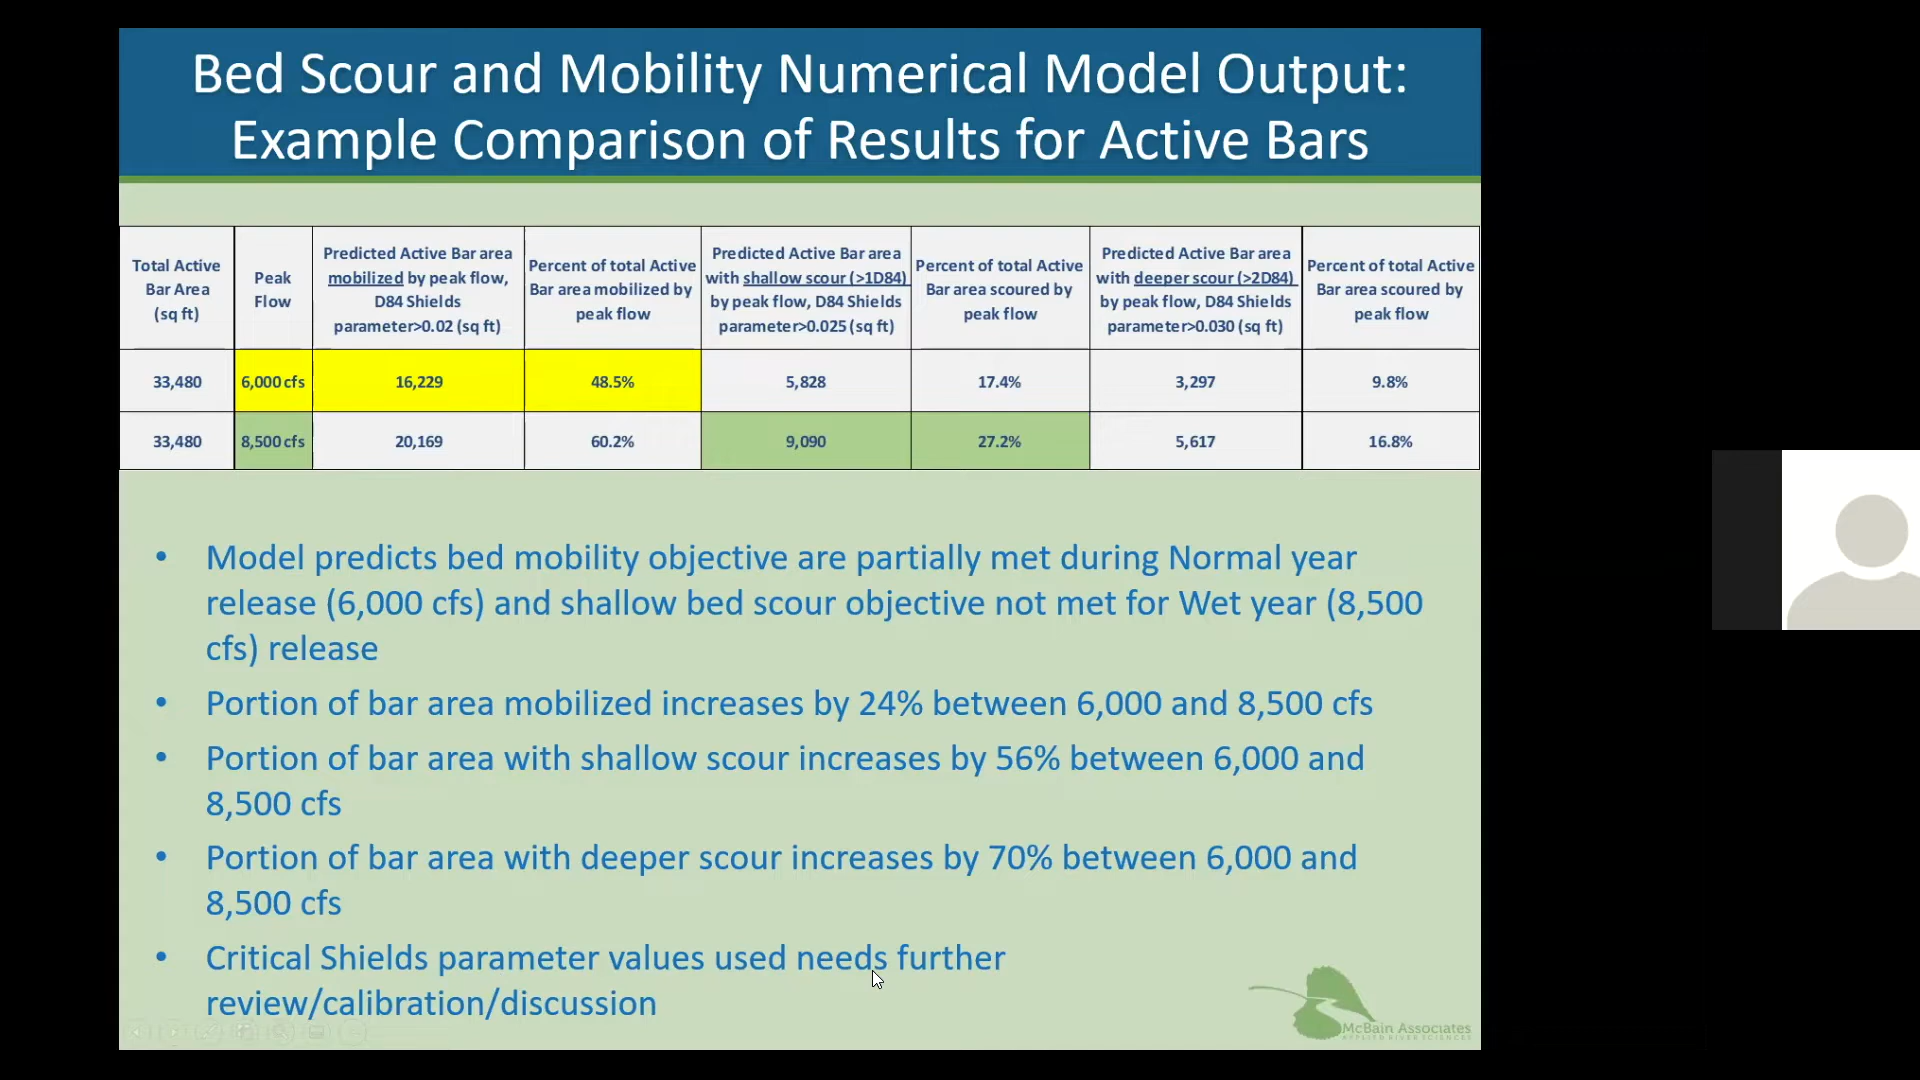 Bed Scour and Mobility Numerical Model Output:
Example Comparison of Results for Active Bars
Total Active
Bar Area
(sq ft)
Peak
Flow
Predicted Active Bar area
mobilized by peak flow,
D84 Shields
parameter>0.02 (sq ft)
Percent of total Active
Bar area mobilized by
peak flow
Predicted Active Bar area
with shallow scour (>1D84)
by peak flow, D84 Shields
parameter>0.025 (sq ft)
Percent of total Active
Bar area scoured by
peak flow
Predicted Active Bar area
with deeper scour (>2D84)
by peak flow, D84 Shields
parameter>0.030 (sq ft)
Percent of total Active
Bar area scoured by
peak flow
33,480 6,000 cfs 16,229 48.5% 5,828 17.4% 3,297 9.8%
33,480 8,500 cfs 20,169 60.2% 9,090 27.2% 5,617 16.8%
• Model predicts bed mobility objective are partially met during Normal year
release (6,000 cfs) and shallow bed scour objective not met for Wet year (8,500
cfs) release
• Portion of bar area mobilized increases by 24% between 6,000 and 8,500 cfs
• Portion of bar area with shallow scour increases by 56% between 6,000 and
8,500 cfs
• Portion of bar area with deeper scour increases by 70% between 6,000 and
8,500 cfs
• Critical Shields parameter values used needs further
review/calibration/discussion
McBain Associates
APPLIED RIVER SCIENCES